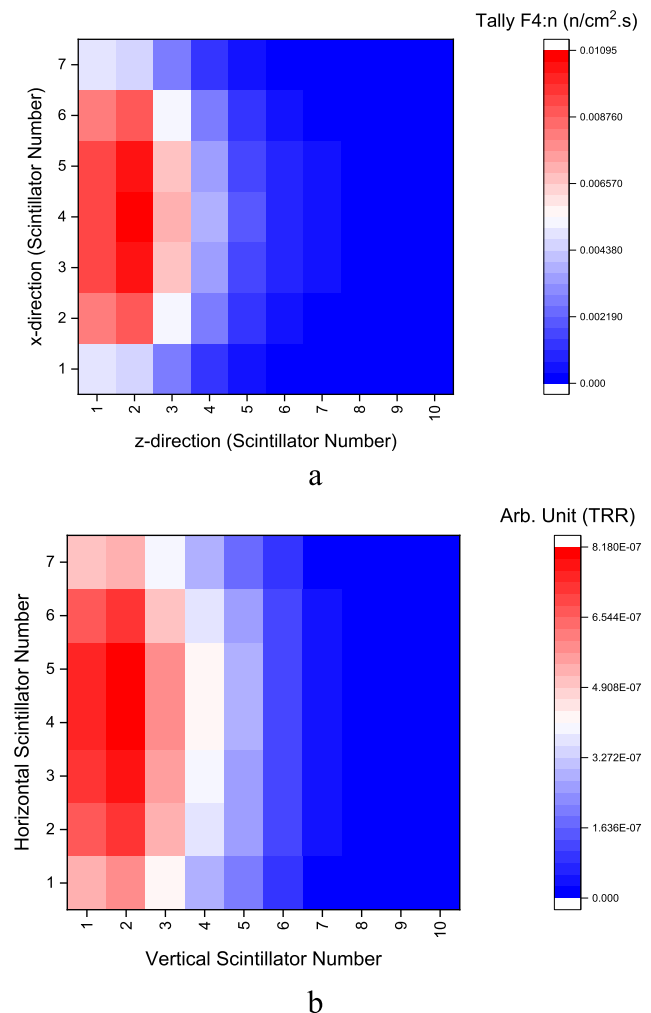 Tally F4:n (n/cm².s)
0.01095
0.008760
0.006570
0.004380
0.002190
0.000
x-direction (Scintillator Number)
7
6
5
4
3
2
1
1 2 3 4 5 6 7 8 9 10
z-direction (Scintillator Number)
a
Arb. Unit (TRR)
8.180E-07
6.544E-07
4.908E-07
3.272E-07
1.636E-07
0.000
Horizontal Scintillator Number
7
6
5
4
3
2
1
1 2 3 4 5 6 7 8 9 10
Vertical Scintillator Number
b